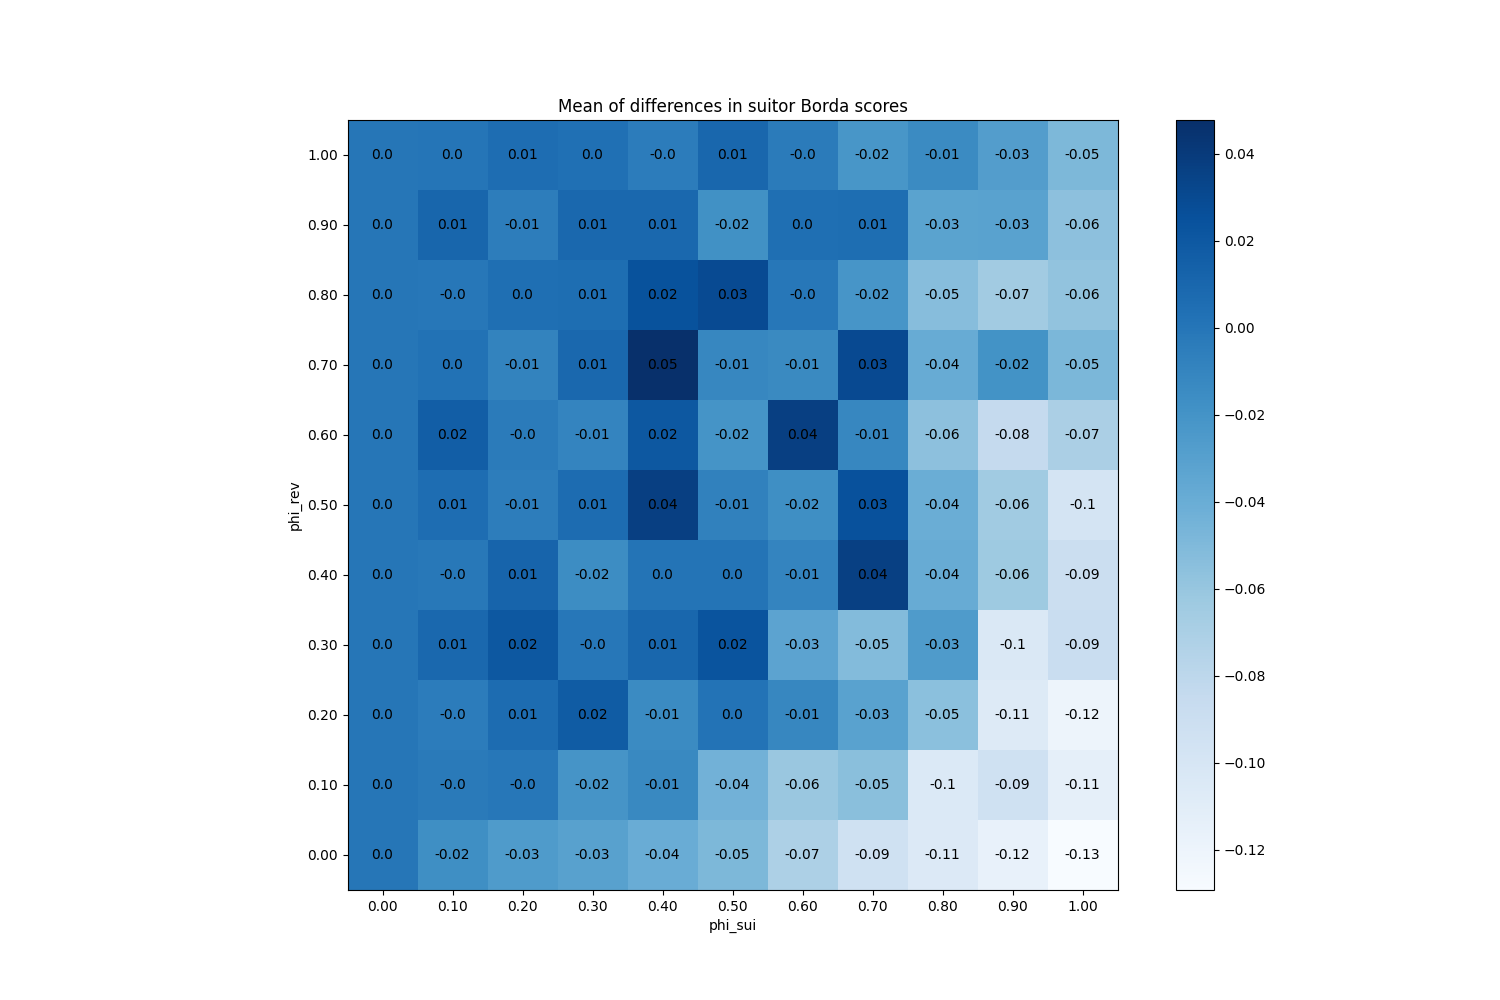 Mean of differences in suitor Borda scores
1.00 0.0 0.0 0.01 0.0 -0.0 0.01 -0.0 -0.02 -0.01 -0.03 -0.05
0.90 0.0 0.01 -0.01 0.01 0.01 -0.02 0.0 0.01 -0.03 -0.03 -0.06
0.80 0.0 -0.0 0.0 0.01 0.02 0.03 -0.0 -0.02 -0.05 -0.07 -0.06
0.70 0.0 0.0 -0.01 0.01 0.05 -0.01 -0.01 0.03 -0.04 -0.02 -0.05
0.60 0.0 0.02 -0.0 -0.01 0.02 -0.02 0.04 -0.01 -0.06 -0.08 -0.07
phi_rev
0.50 0.0 0.01 -0.01 0.01 0.04 -0.01 -0.02 0.03 -0.04 -0.06 -0.1
0.40 0.0 -0.0 0.01 -0.02 0.0 0.0 -0.01 0.04 -0.04 -0.06 -0.09
0.30 0.0 0.01 0.02 -0.0 0.01 0.02 -0.03 -0.05 -0.03 -0.1 -0.09
0.20 0.0 -0.0 0.01 0.02 -0.01 0.0 -0.01 -0.03 -0.05 -0.11 -0.12
0.10 0.0 -0.0 -0.0 -0.02 -0.01 -0.04 -0.06 -0.05 -0.1 -0.09 -0.11
0.00 0.0 -0.02 -0.03 -0.03 -0.04 -0.05 -0.07 -0.09 -0.11 -0.12 -0.13
0.00 0.10 0.20 0.30 0.40 0.50 0.60 0.70 0.80 0.90 1.00
phi_sui
0.04
0.02
0.00
−0.02
−0.04
−0.06
−0.08
−0.10
−0.12